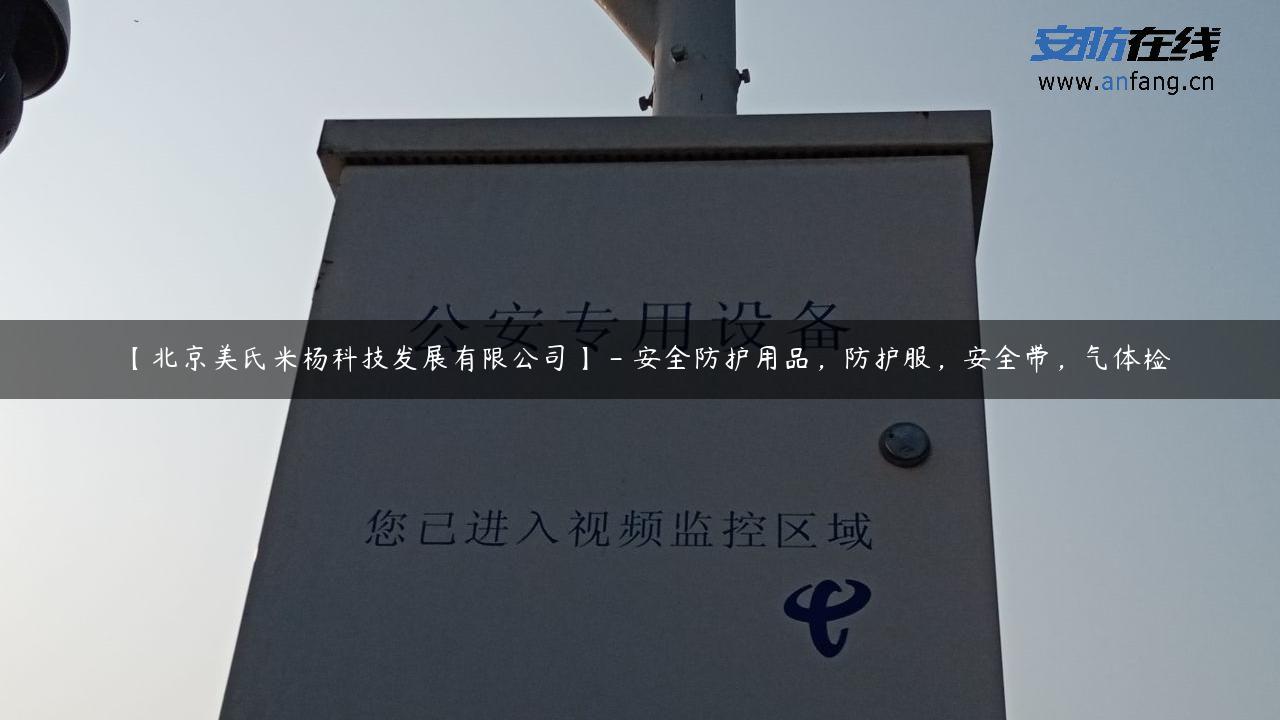 安防在线
www.anfang.cn
公安专用设备
【北京美氏米杨科技发展有限公司】-安全防护用品，防护服，安全带，气体检
您已进入视频监控区域